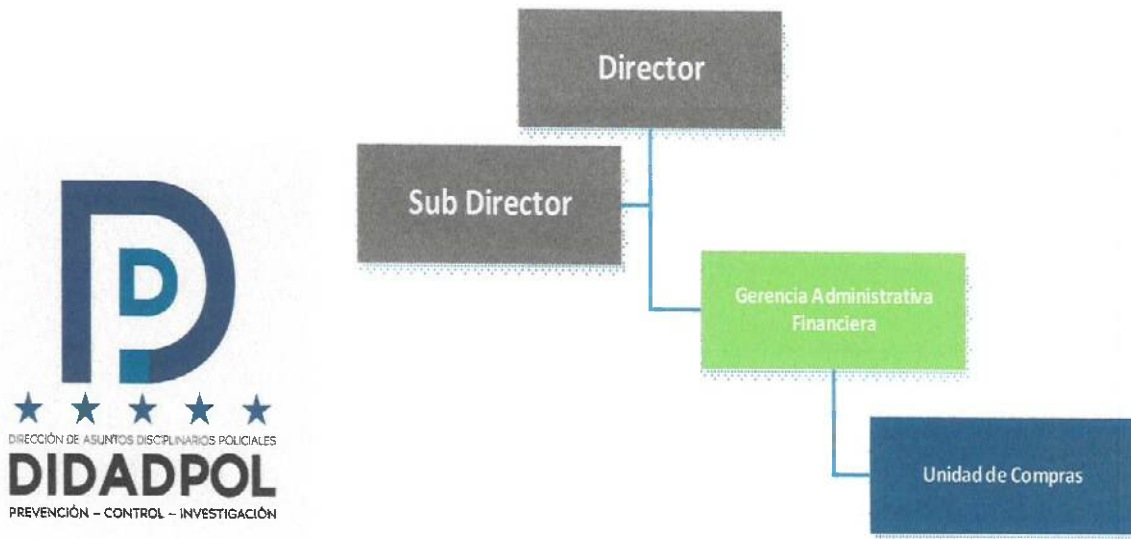 Director
Sub Director
Gerencia Administrativa
Financiera
Unidad de Compras
DIRECCIÓN DE ASUNTOS DISCIPLINARIOS POLICIALES
DIDADPOL
PREVENCIÓN – CONTROL – INVESTIGACIÓN